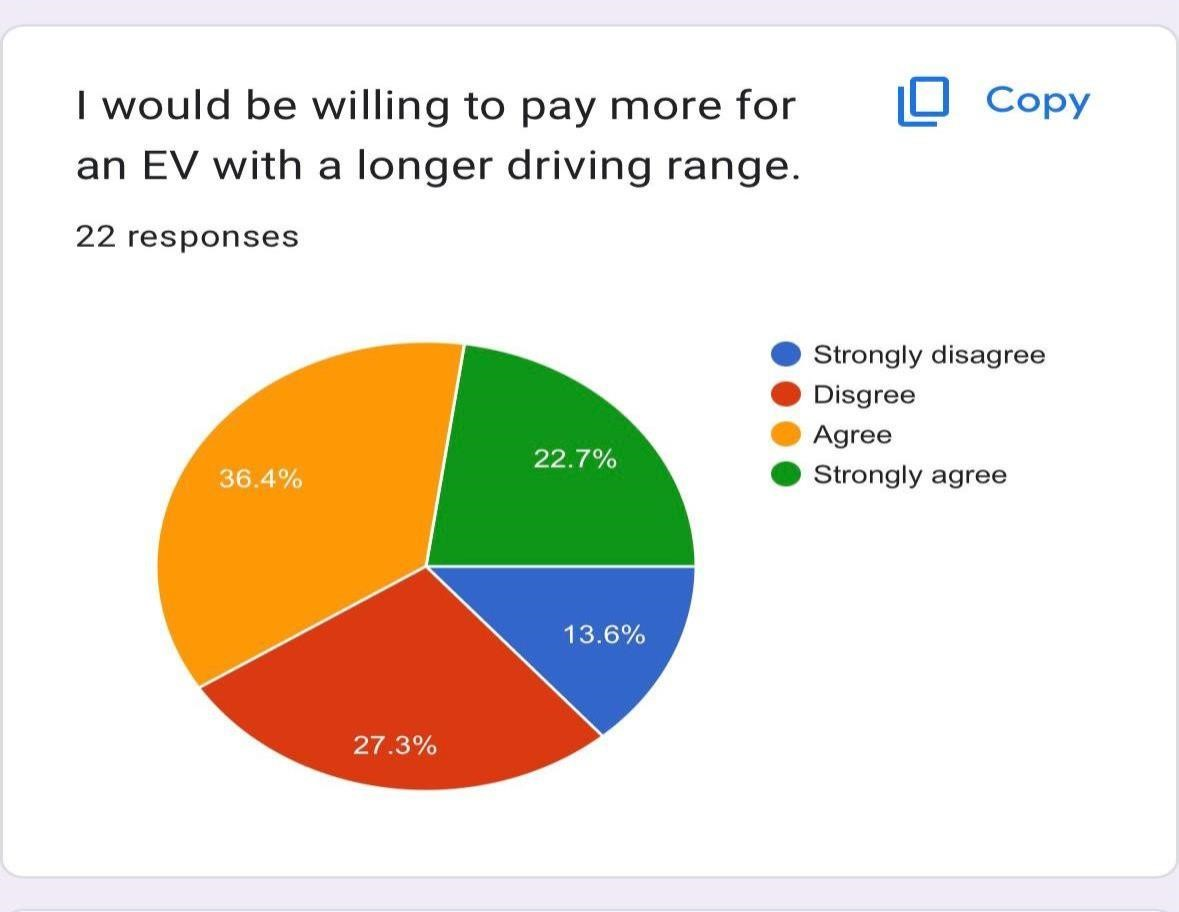 I would be willing to pay more for
an EV with a longer driving range.
Copy
22 responses
Strongly disagree
Disgree
Agree
Strongly agree
36.4%
22.7%
13.6%
27.3%